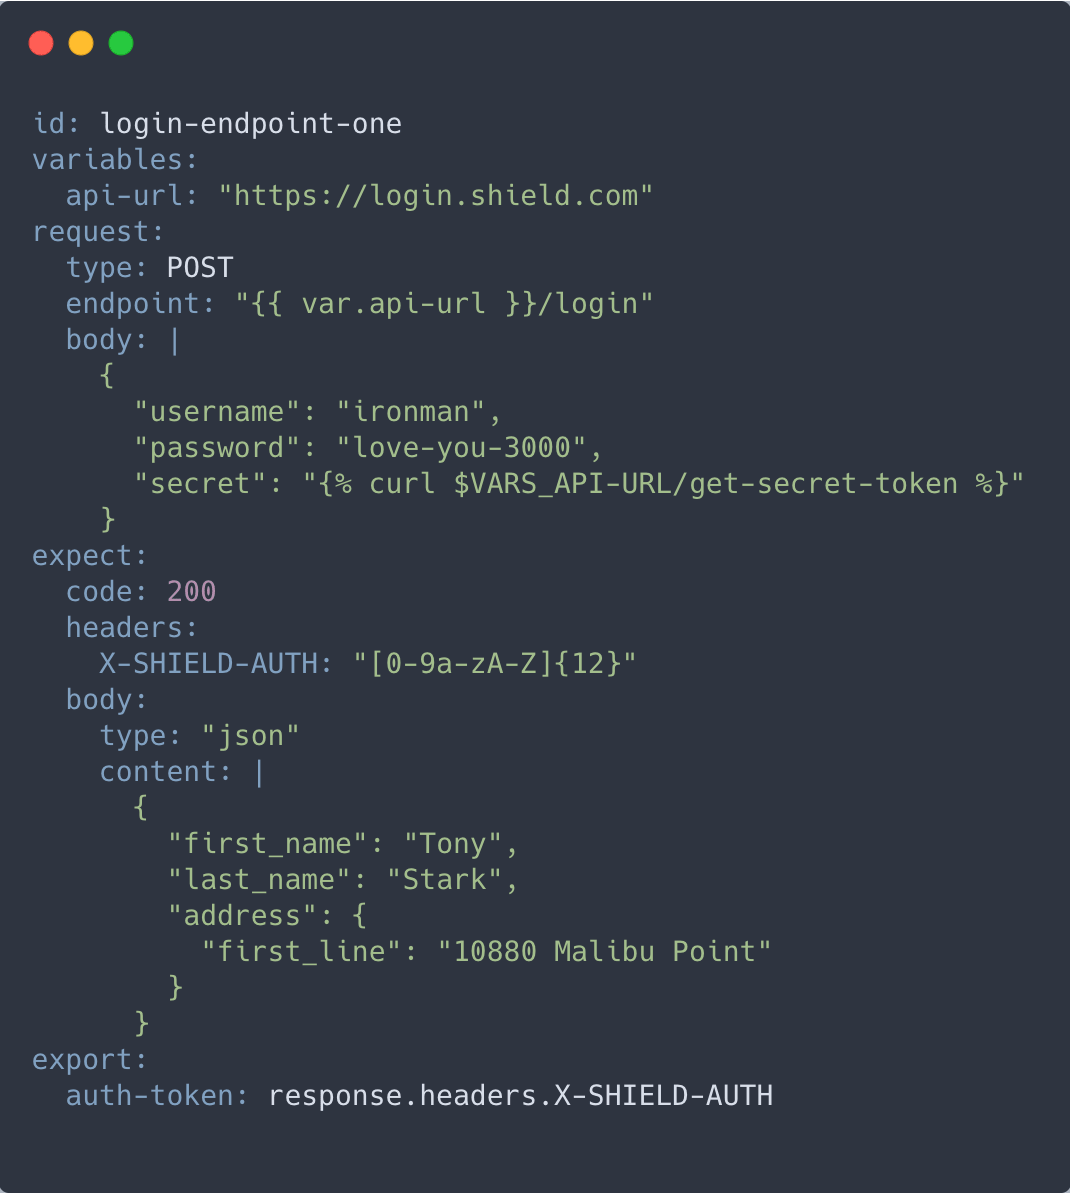 id: login-endpoint-one
variables:
  api-url: "https://login.shield.com"
request:
  type: POST
  endpoint: "{{ var.api-url }}/login"
  body: |
    {
      "username": "ironman",
      "password": "love-you-3000",
      "secret": "{% curl $VARS_API-URL/get-secret-token %}"
    }
expect:
  code: 200
  headers:
    X-SHIELD-AUTH: "[0-9a-zA-Z]{12}"
  body:
    type: "json"
    content: |
      {
        "first_name": "Tony",
        "last_name": "Stark",
        "address": {
          "first_line": "10880 Malibu Point"
        }
      }
export:
  auth-token: response.headers.X-SHIELD-AUTH